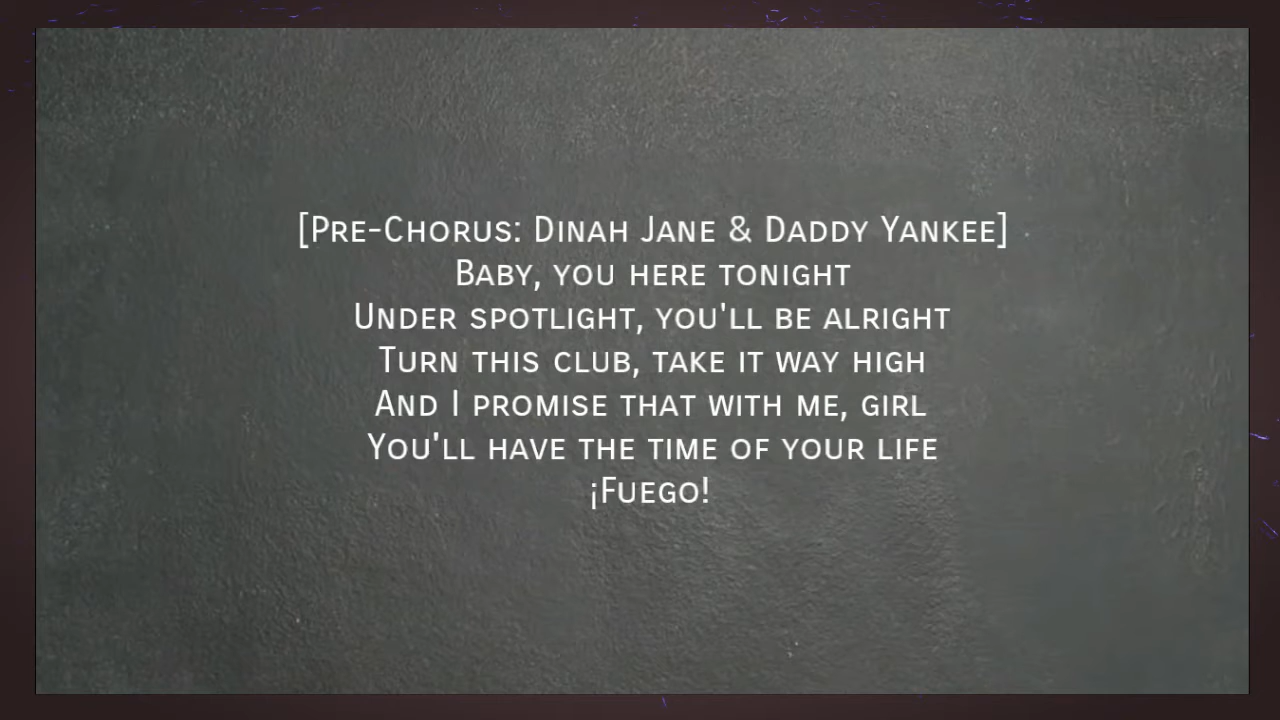 [Pre-Chorus: Dinah Jane & Daddy Yankee]
Baby, you here tonight
Under spotlight, you'll be alright
Turn this club, take it way high
And I promise that with me, girl
You'll have the time of your life
¡Fuego!